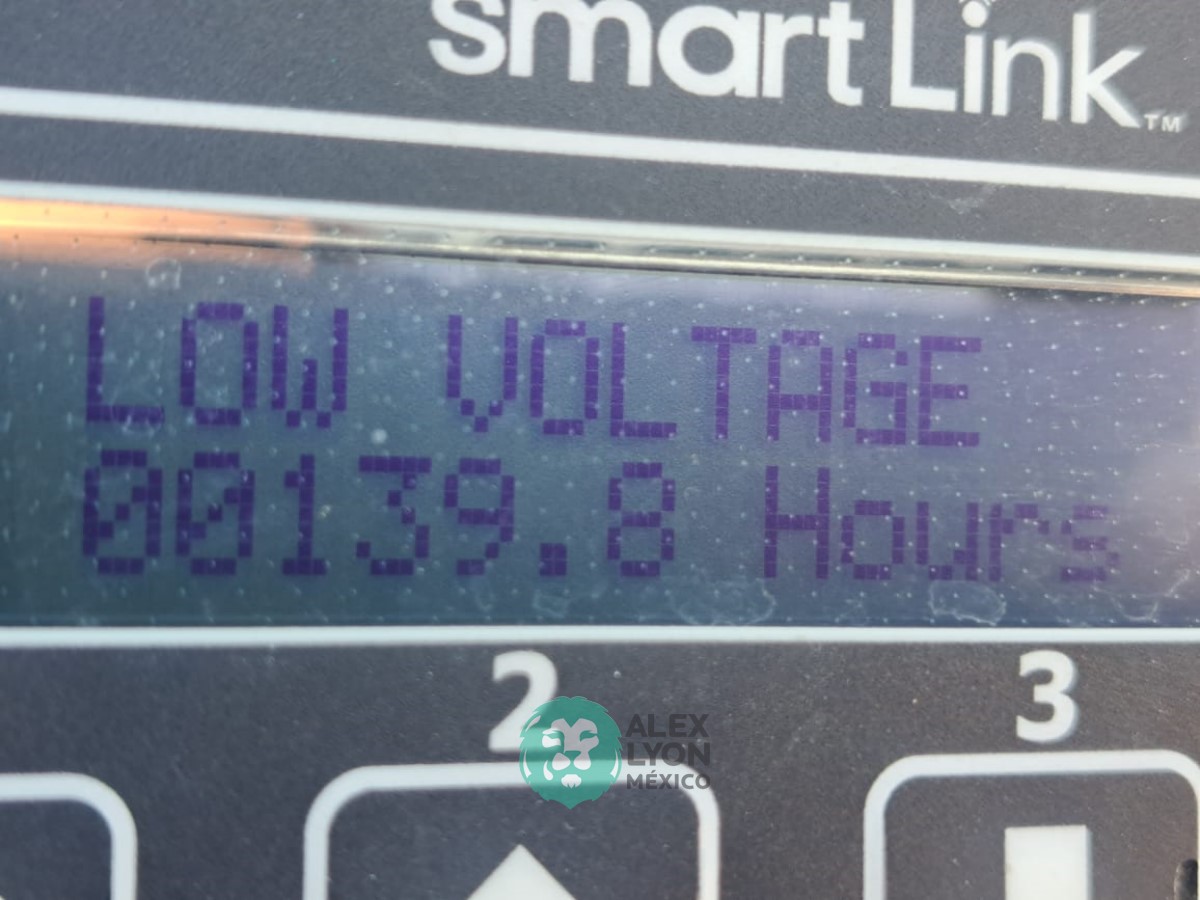 smartLink™
LOW VOLTAGE
00139.8 Hours
2
3
ALEX
LYON
MÉXICO